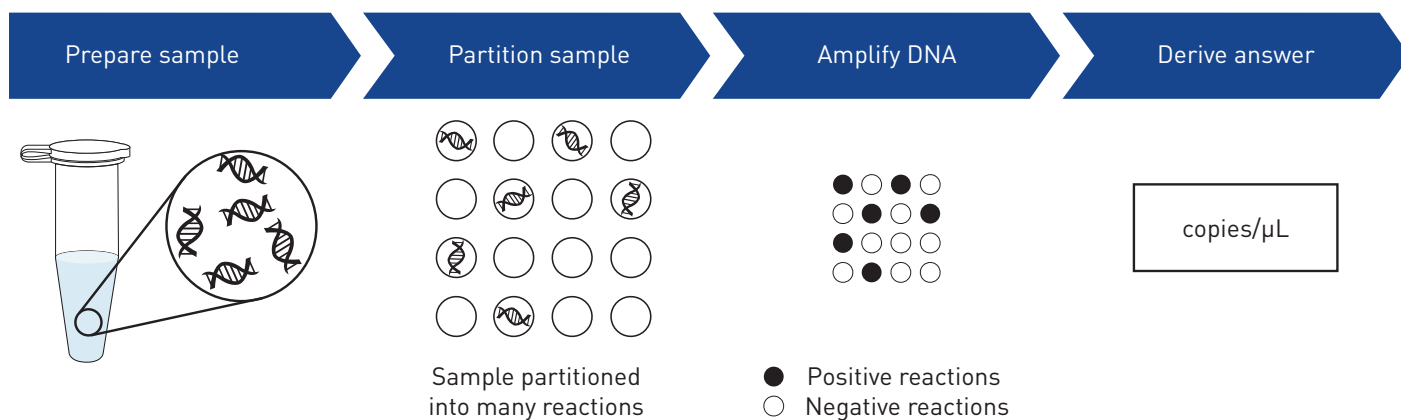 Prepare sample
Partition sample
Amplify DNA
Derive answer
copies/µL
Sample partitioned
into many reactions
Positive reactions
Negative reactions